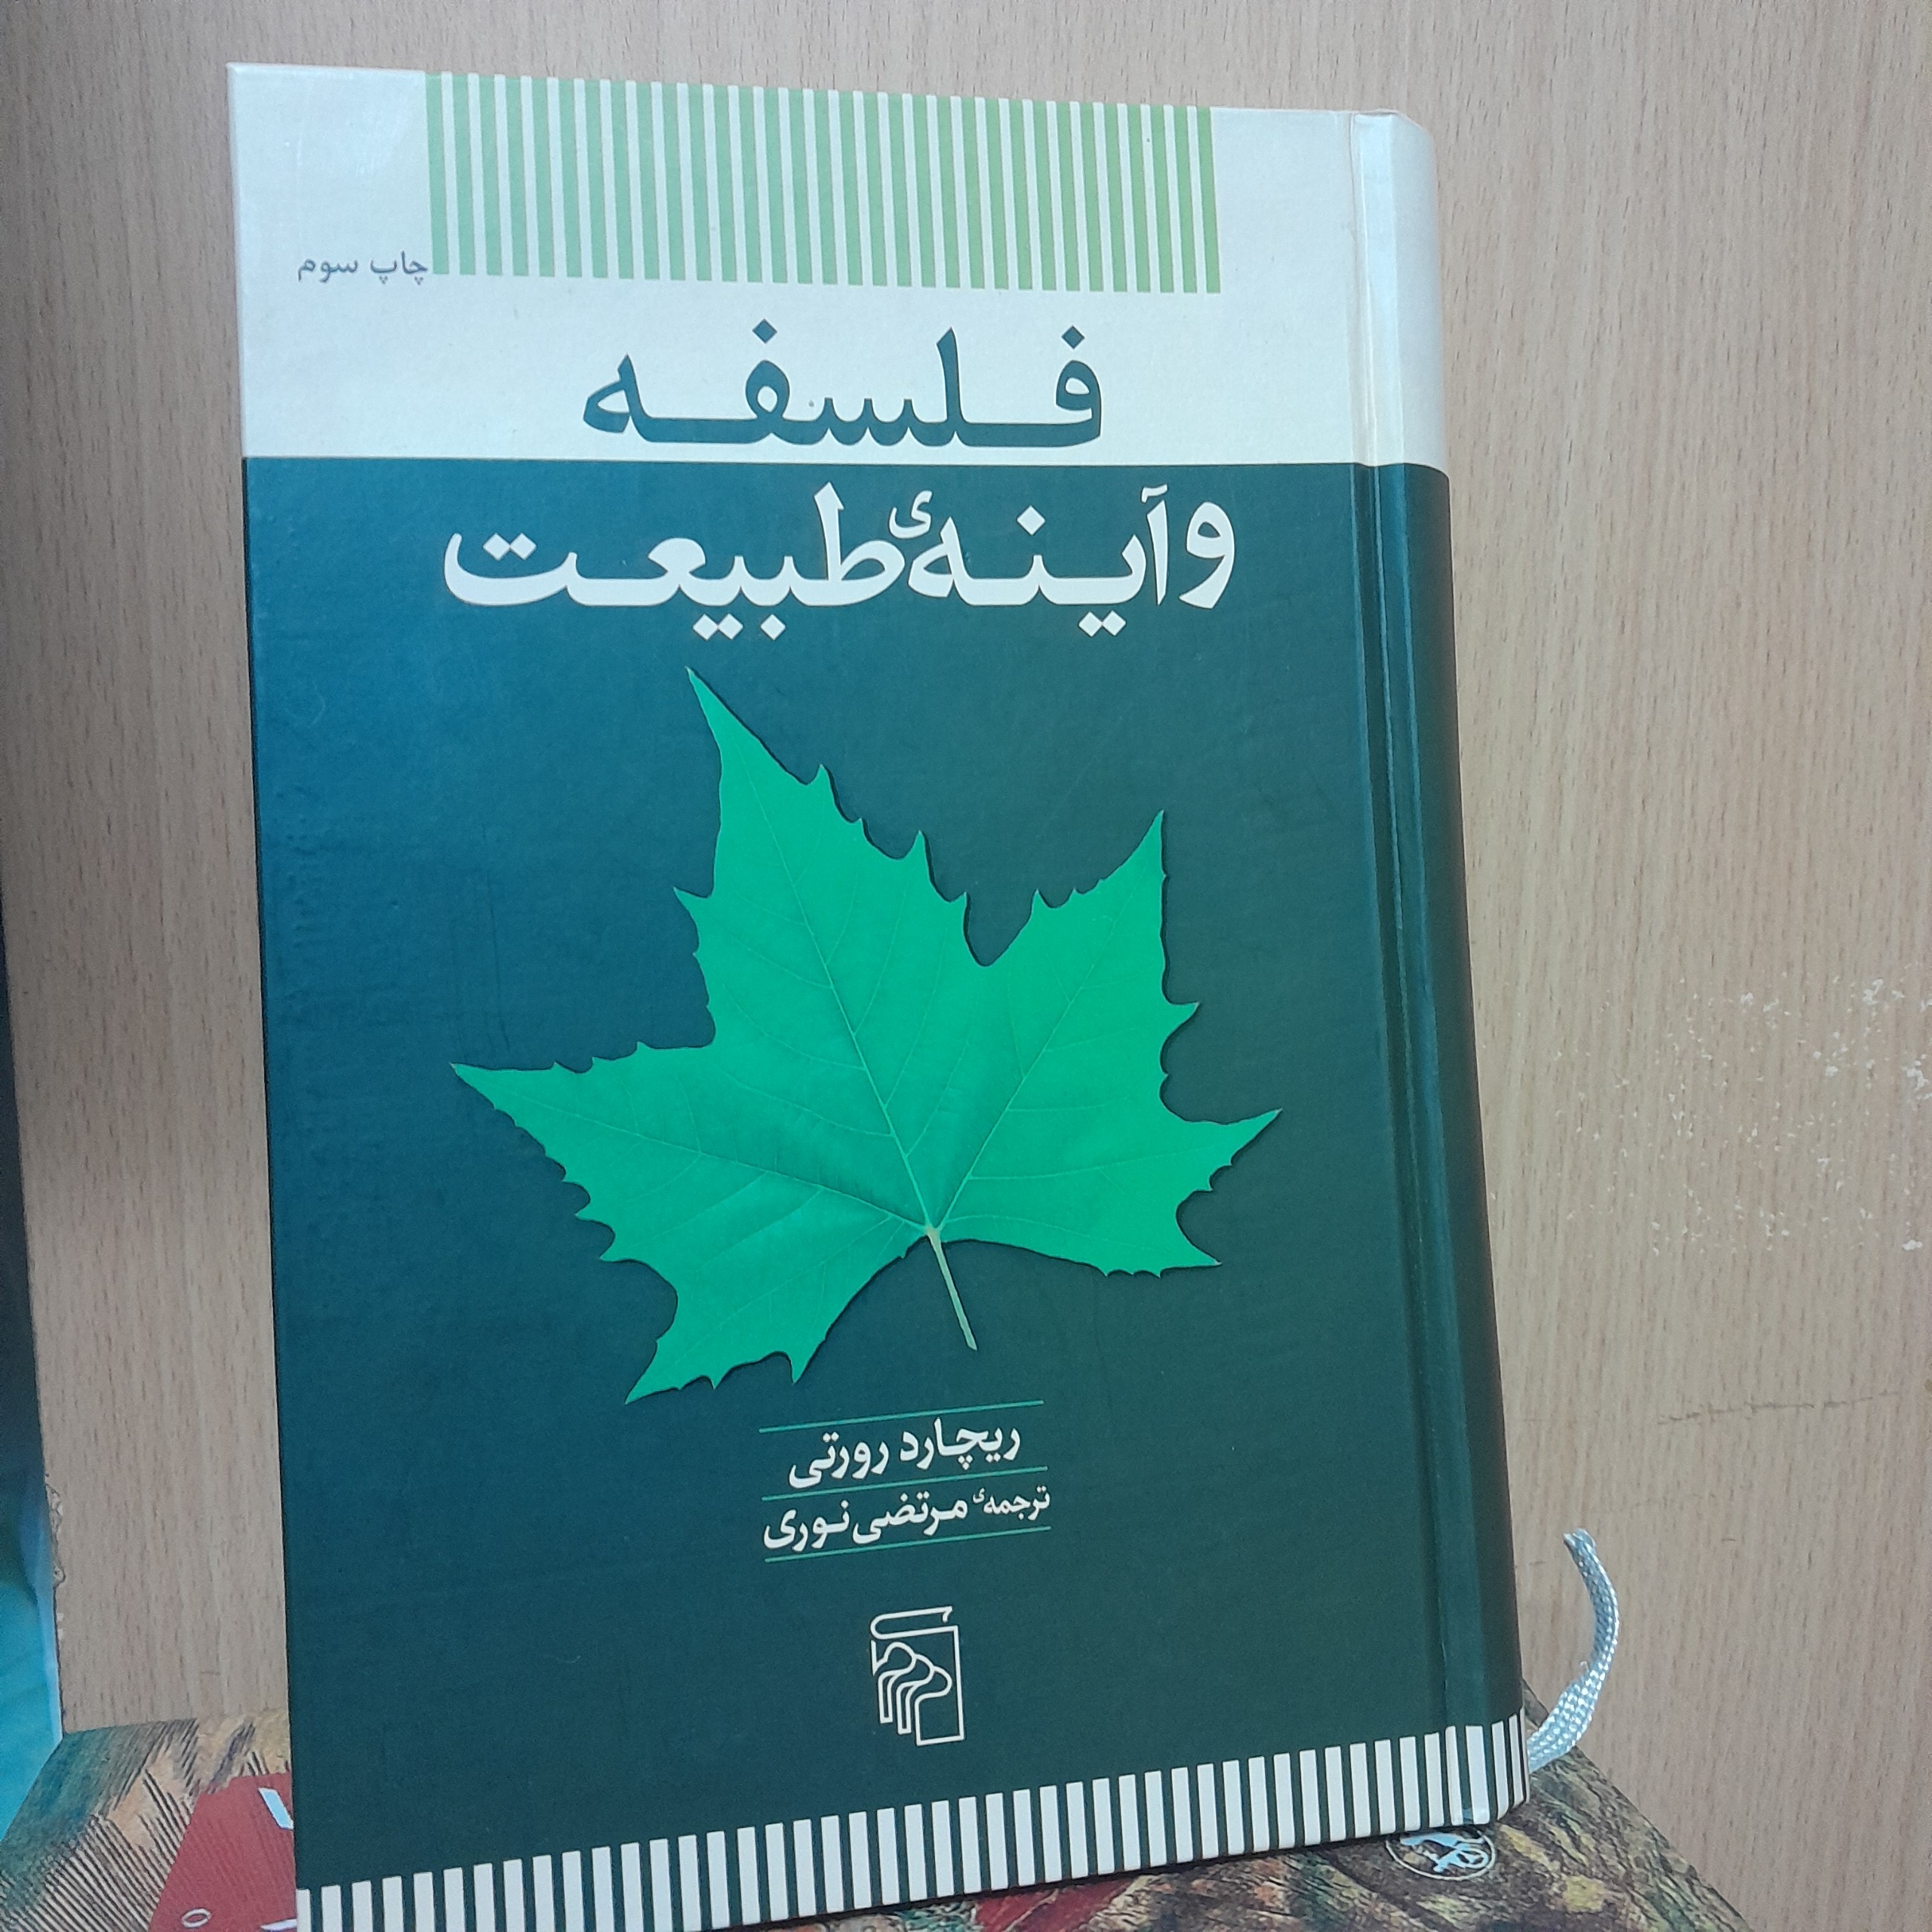 چاپ سوم
فلسفه
و آینه‌ی طبیعت
ریچارد رورتی
ترجمه‌ی مرتضی نوری